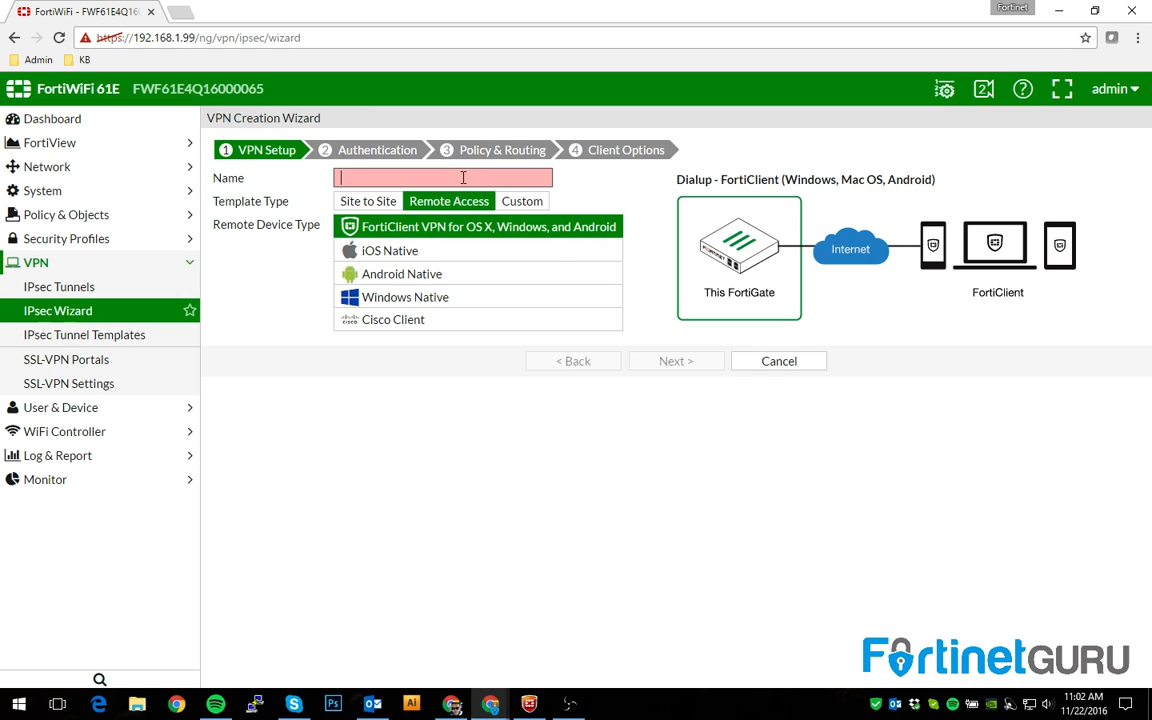 FortiWiFi - FWF61E4Q16
Fortinet
https://192.168.1.99/ng/vpn/ipsec/wizard
Admin
KB
FortiWiFi 61E
FWF61E4Q16000065
2
?
admin
Dashboard
FortiView
Network
System
Policy & Objects
Security Profiles
VPN
IPsec Tunnels
IPsec Wizard
IPsec Tunnel Templates
SSL-VPN Portals
SSL-VPN Settings
User & Device
WiFi Controller
Log & Report
Monitor
VPN Creation Wizard
1 VPN Setup
2 Authentication
3 Policy & Routing
4 Client Options
Name
Template Type
Site to Site
Remote Access
Custom
Remote Device Type
FortiClient VPN for OS X, Windows, and Android
iOS Native
Android Native
Windows Native
cisco
Cisco Client
Dialup - FortiClient (Windows, Mac OS, Android)
Internet
This FortiGate
FortiClient
< Back
Next >
Cancel
FortinetGURU
Ps
Ai
11:02 AM
11/22/2016